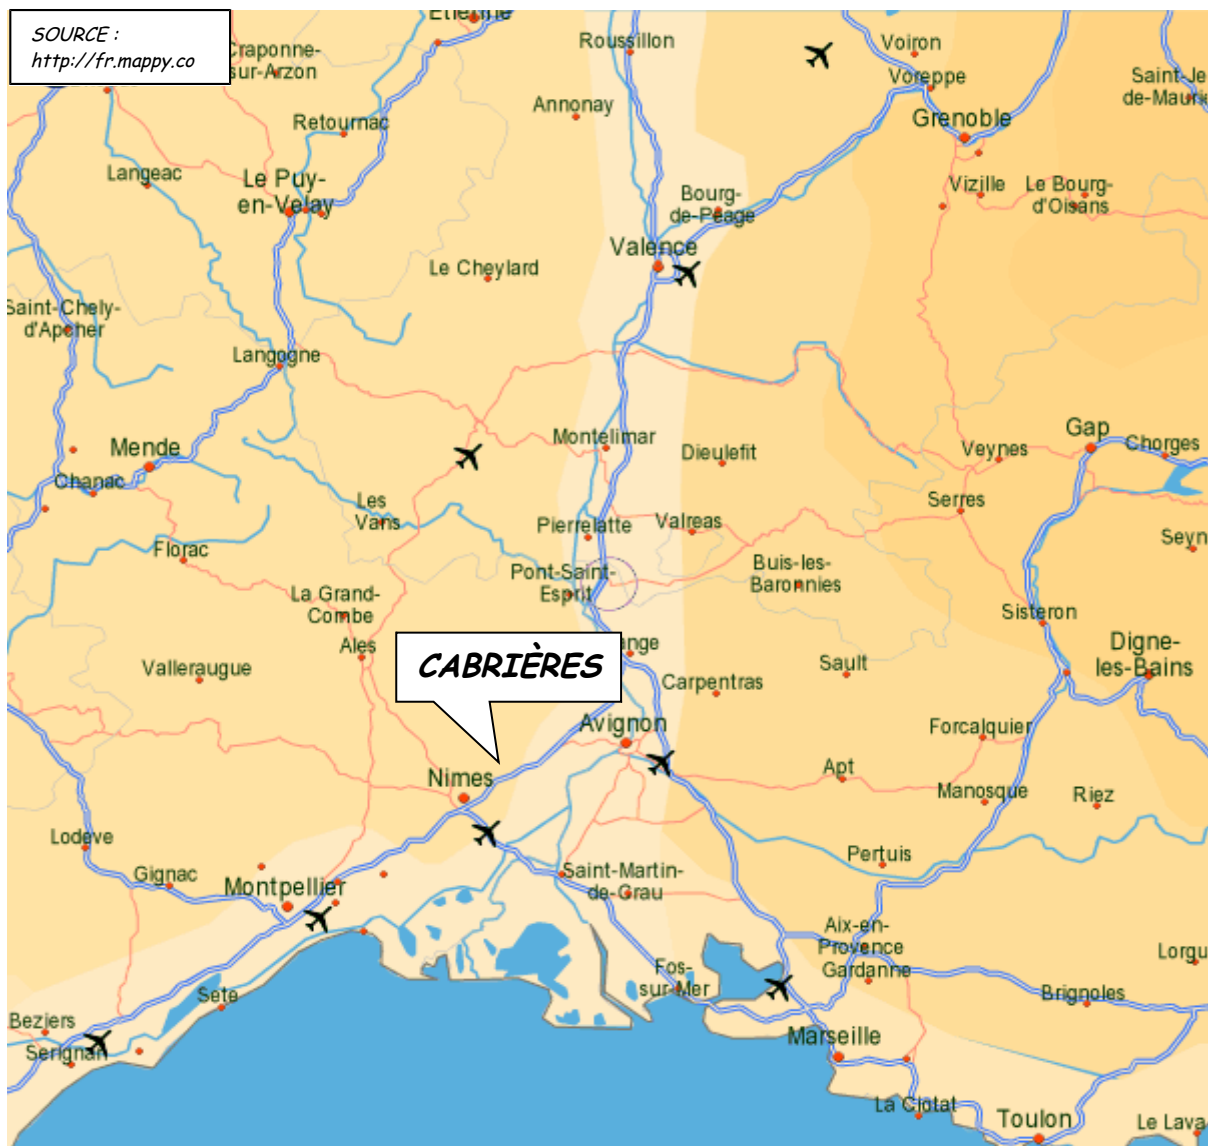 SOURCE :
http://fr.mappy.co
Etienne
Roussillon
Voiron
Craponne-
sur-Arzon
Voreppe
Saint-Je
de-Maurie
Annonay
Grenoble
Retournac
Langeac
Le Puy-
en-Velay
Vizille
Le Bourg-
d'Oisans
Bourg-
de-Peage
Valence
Le Cheylard
Saint-Chely-
d'Apcher
Langogne
Mende
Montelimar
Dieulefit
Veynes
Gap
Chorges
Chanac
Les
Vans
Serres
Pierrelatte
Valreas
Florac
Seyn
Pont-Saint-
Esprit
Buis-les-
Baronnies
La Grand-
Combe
Sisteron
Ales
CABRIÈRES
ange
Digne-
les-Bains
Valleraugue
Sault
Carpentras
Avignon
Forcalquier
Nimes
Apt
Manosque
Riez
Lodeve
Pertuis
Gignac
Montpellier
Saint-Martin-
de-Grau
Aix-en-
Provence
Lorgu
Fos-
sur-Mer
Gardanne
Sete
Brignoles
Beziers
Marseille
Serignan
La Ciotat
Toulon
Le Lava